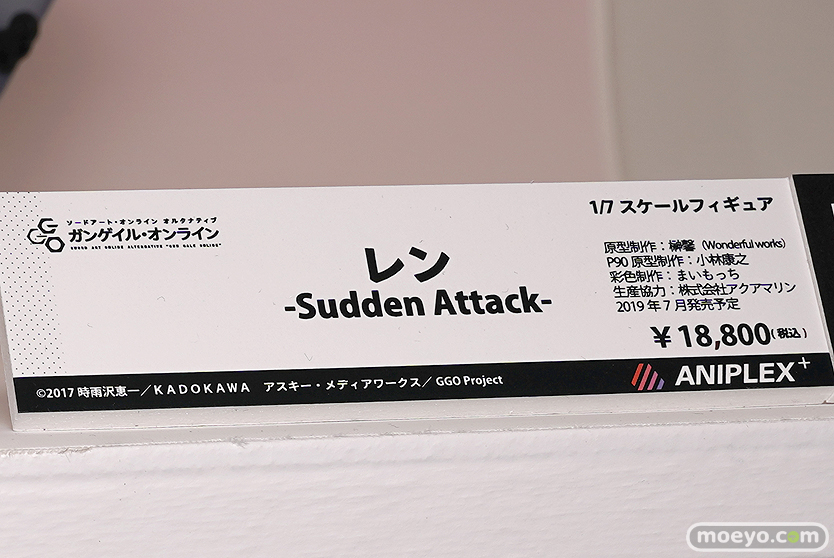 GGO
ソードアート・オンライン オルタナティブ
ガンゲイル・オンライン
SWORD ART ONLINE ALTERNATIVE "GUN GALE ONLINE"
レン
-Sudden Attack-
1/7 スケールフィギュア
原型制作：榊馨（Wonderful works）
P90 原型制作：小林康之
彩色制作：まいもっち
生産協力：株式会社アクアマリン
2019 年 7 月発売予定
¥ 18,800(税込)
©2017 時雨沢恵一／KADOKAWA アスキー・メディアワークス／GGO Project
ANIPLEX+
moeyo.com